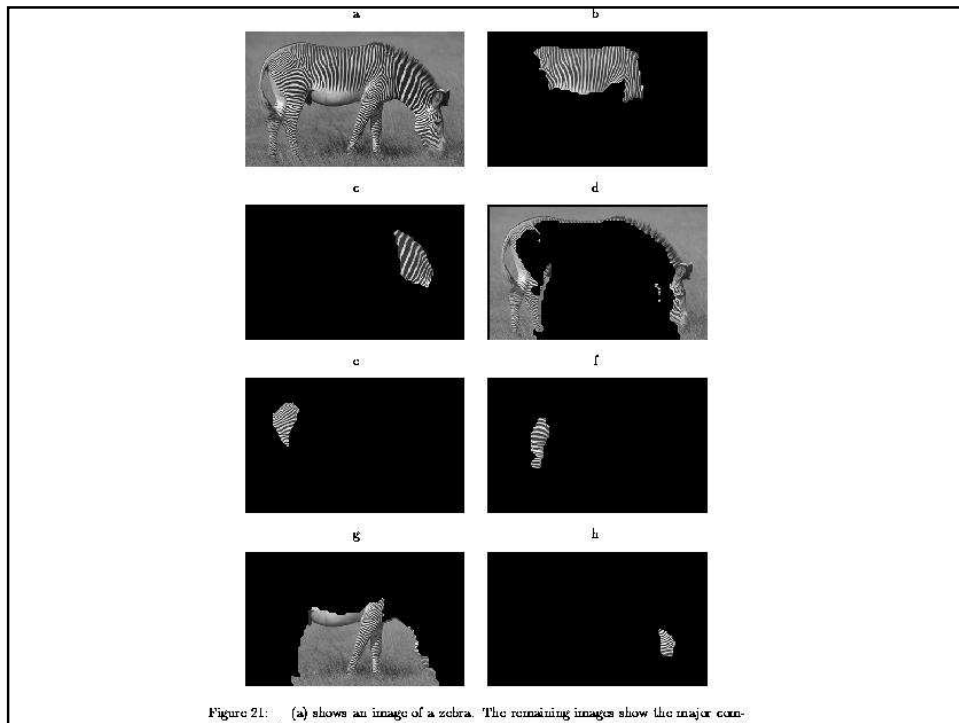 a b
c d
e f
g h
Figure 21: (a) shows an image of a zebra. The remaining images show the major com-